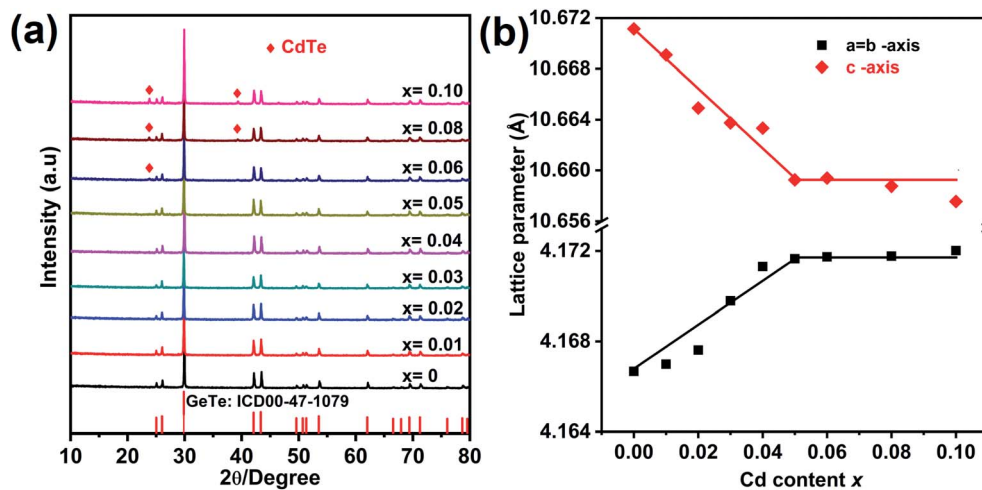 (a)
CdTe
x= 0.10
x= 0.08
x= 0.06
x= 0.05
x= 0.04
x= 0.03
x= 0.02
x= 0.01
x= 0
GeTe: ICD00-47-1079
Intensity (a.u)
10 20 30 40 50 60 70 80
2θ/Degree
(b)
a=b -axis
c -axis
Lattice parameter (Å)
10.672
10.668
10.664
10.660
10.656
4.172
4.168
4.164
0.00 0.02 0.04 0.06 0.08 0.10
Cd content x